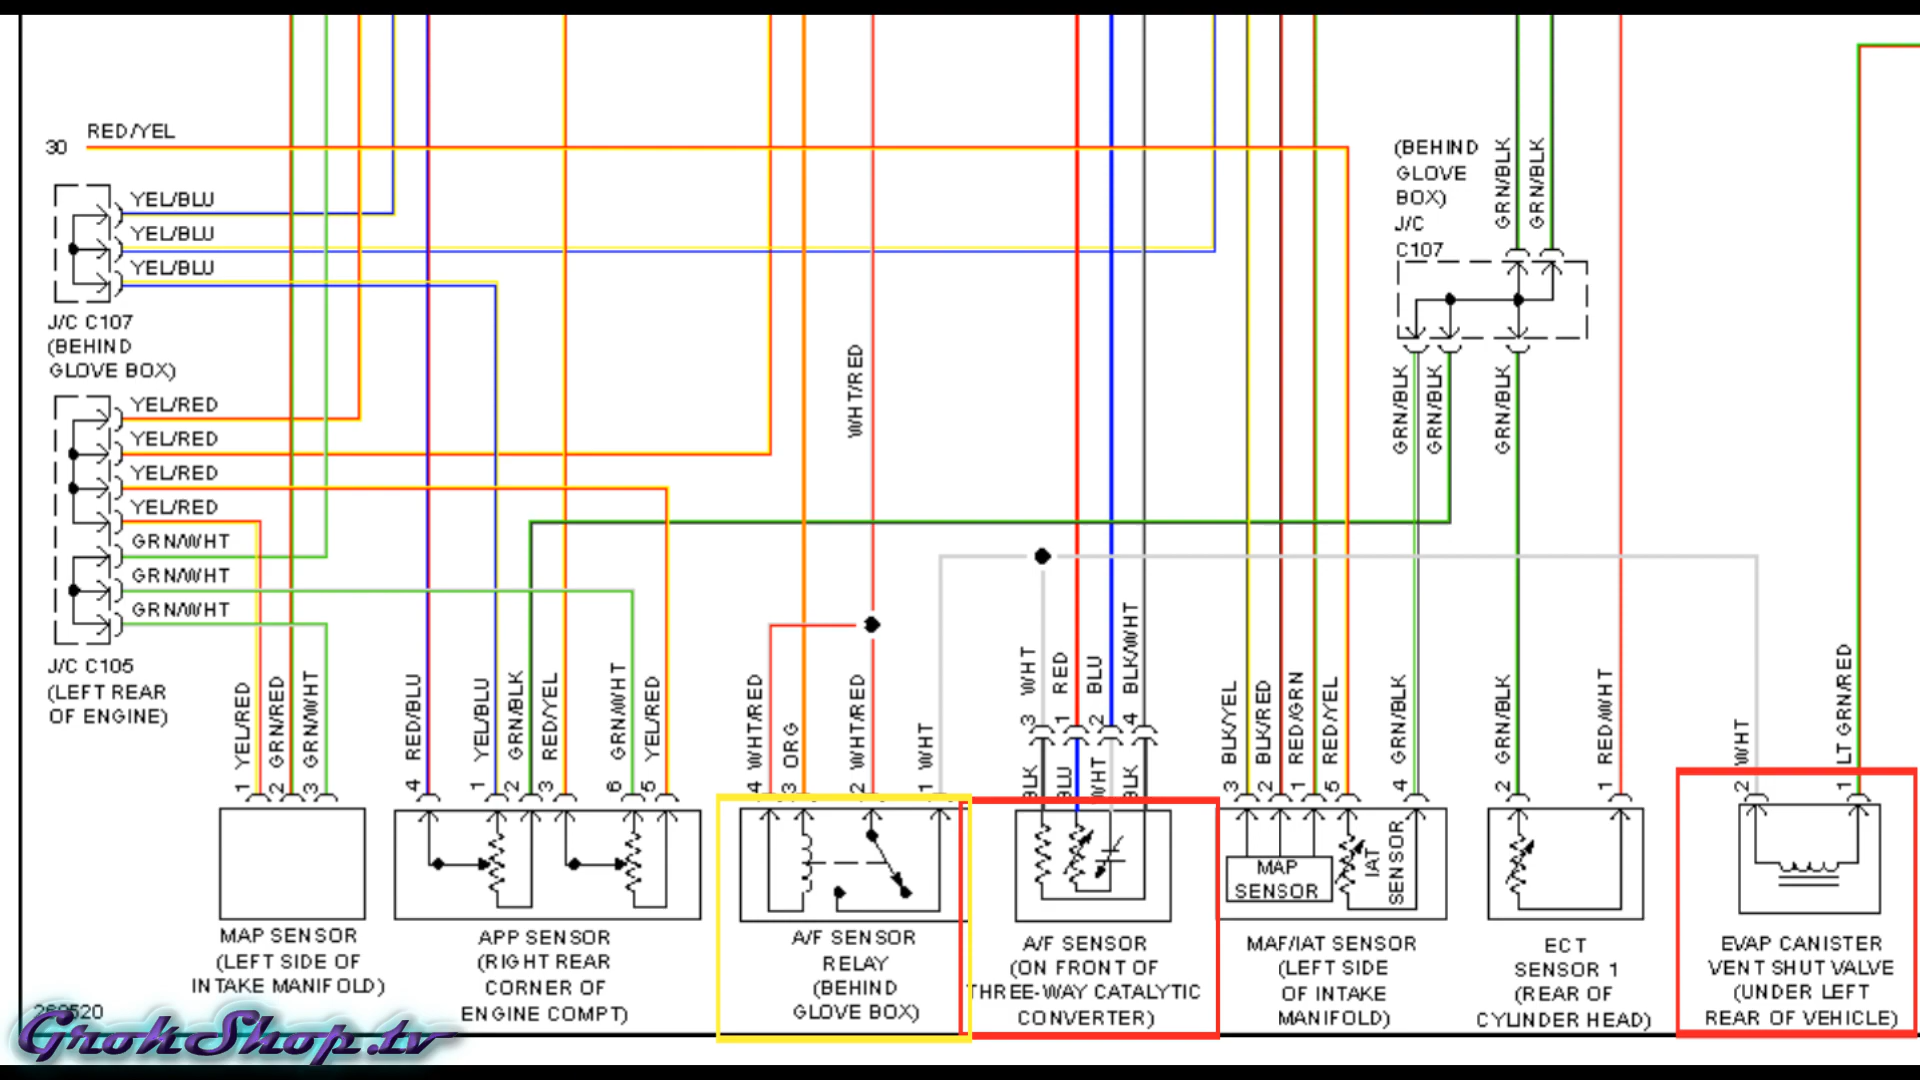 30 RED/YEL
YEL/BLU
YEL/BLU
YEL/BLU
J/C C107
(BEHIND
GLOVE BOX)
YEL/RED
YEL/RED
YEL/RED
YEL/RED
GRN/WHT
GRN/WHT
GRN/WHT
J/C C105
(LEFT REAR
OF ENGINE)
WHT/RED
(BEHIND
GLOVE
BOX)
J/C
C107
GRN/BLK
GRN/BLK
GRN/BLK
GRN/BLK
GRN/BLK
1 YEL/RED
2 GRN/RED
3 GRN/WHT
MAP SENSOR
(LEFT SIDE OF
INTAKE MANIFOLD)
4 RED/BLU
1 YEL/BLU
2 GRN/BLK
3 RED/YEL
6 GRN/WHT
5 YEL/RED
APP SENSOR
(RIGHT REAR
CORNER OF
ENGINE COMPT)
4 WHT/RED
3 ORG
2 WHT/RED
1 WHT
A/F SENSOR
RELAY
(BEHIND
GLOVE BOX)
3 WHT
1 RED
2 BLU
4 BLK/WHT
BLK
BLU
WHT
BLK
A/F SENSOR
(ON FRONT OF
THREE-WAY CATALYTIC
CONVERTER)
3 BLK/YEL
2 BLK/RED
1 RED/GRN
5 RED/YEL
4 GRN/BLK
MAP
SENSOR
IAT
SENSOR
MAF/IAT SENSOR
(LEFT SIDE
OF INTAKE
MANIFOLD)
2 GRN/BLK
1 RED/WHT
ECT
SENSOR 1
(REAR OF
CYLINDER HEAD)
2 WHT
1 LT GRN/RED
EVAP CANISTER
VENT SHUT VALVE
(UNDER LEFT
REAR OF VEHICLE)
GrokShop.tv